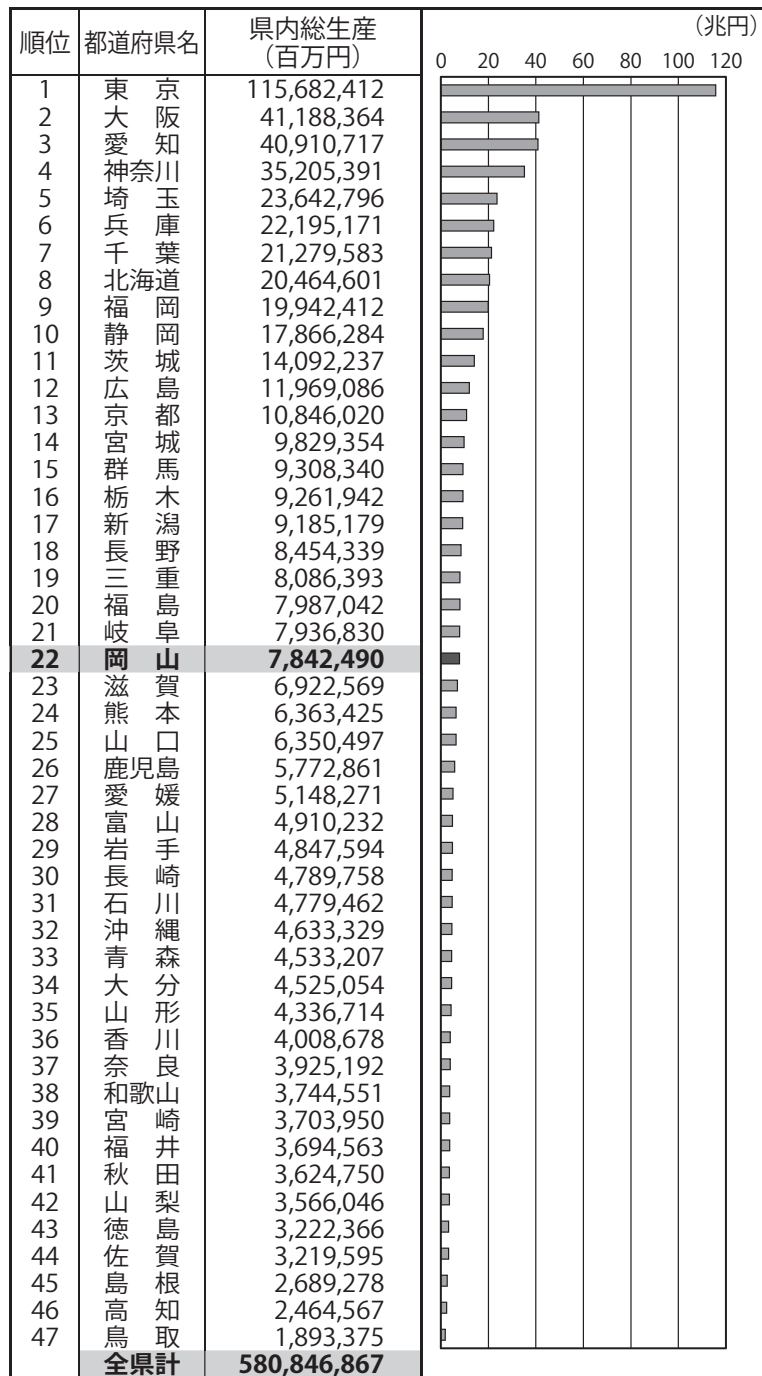 順位 都道府県名 県内総生産
(百万円)
(兆円)
0 20 40 60 80 100 120
1 東 京 115,682,412
2 大 阪 41,188,364
3 愛 知 40,910,717
4 神奈川 35,205,391
5 埼 玉 23,642,796
6 兵 庫 22,195,171
7 千 葉 21,279,583
8 北海道 20,464,601
9 福 岡 19,942,412
10 静 岡 17,866,284
11 茨 城 14,092,237
12 広 島 11,969,086
13 京 都 10,846,020
14 宮 城 9,829,354
15 群 馬 9,308,340
16 栃 木 9,261,942
17 新 潟 9,185,179
18 長 野 8,454,339
19 三 重 8,086,393
20 福 島 7,987,042
21 岐 阜 7,936,830
22 岡 山 7,842,490
23 滋 賀 6,922,569
24 熊 本 6,363,425
25 山 口 6,350,497
26 鹿児島 5,772,861
27 愛 媛 5,148,271
28 富 山 4,910,232
29 岩 手 4,847,594
30 長 崎 4,789,758
31 石 川 4,779,462
32 沖 縄 4,633,329
33 青 森 4,533,207
34 大 分 4,525,054
35 山 形 4,336,714
36 香 川 4,008,678
37 奈 良 3,925,192
38 和歌山 3,744,551
39 宮 崎 3,703,950
40 福 井 3,694,563
41 秋 田 3,624,750
42 山 梨 3,566,046
43 徳 島 3,222,366
44 佐 賀 3,219,595
45 島 根 2,689,278
46 高 知 2,464,567
47 鳥 取 1,893,375
全県計 580,846,867